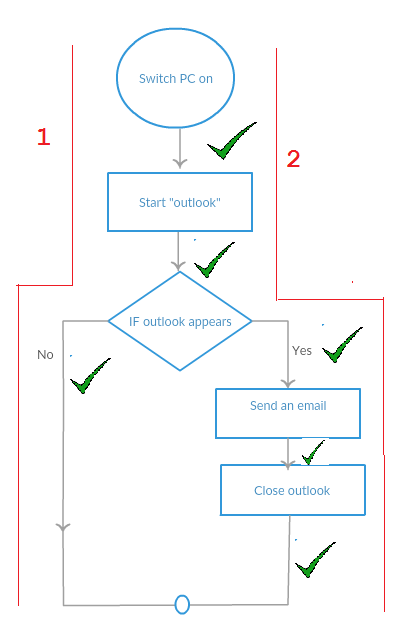 Switch PC on
1
2
Start "outlook"
IF outlook appears
No
Yes
Send an email
Close outlook